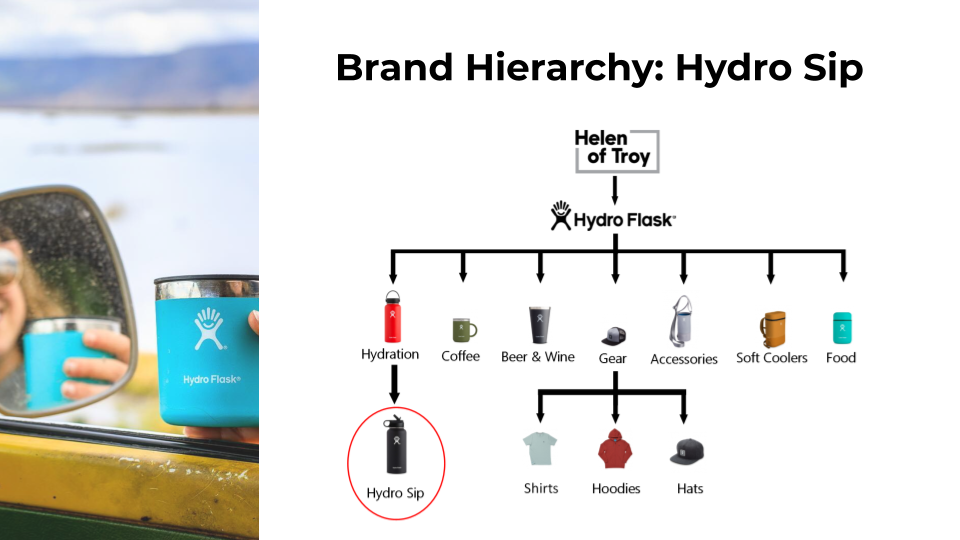 Brand Hierarchy: Hydro Sip
Helen
of Troy
Hydro Flask™
Hydration
Coffee
Beer & Wine
Gear
Accessories
Soft Coolers
Food
Hydro Sip
Shirts
Hoodies
Hats
Hydro Flask®